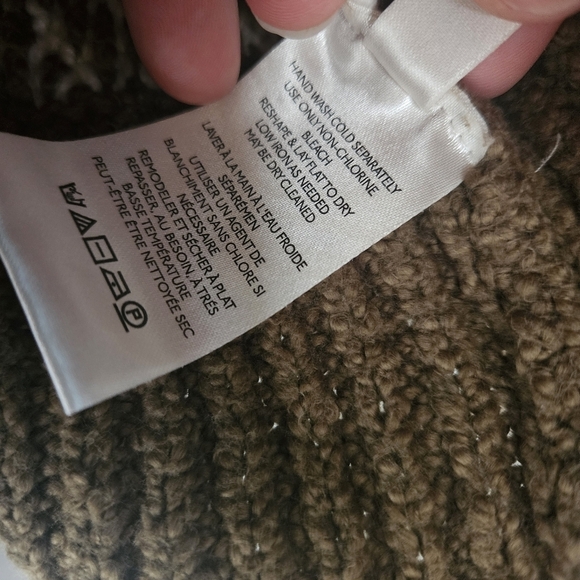 HAND WASH COLD SEPARATELY
USE ONLY NON-CHLORINE
BLEACH
RESHAPE & LAY FLAT TO DRY
LOW IRON AS NEEDED
MAY BE DRY CLEANED
LAVER À LA MAIN À L'EAU FROIDE
SÉPARÉMEN
UTILISER UN AGENT DE
BLANCHIMENT SANS CHLORE SI
NÉCESSAIRE
REMODELER ET SÉCHER À PLAT
REPASSER AU BESOIN, À TRÉS
BASSE TEMPÉRATURE
PEUT-ÊTRE ÊTRE NETTOYÉE SEC
P